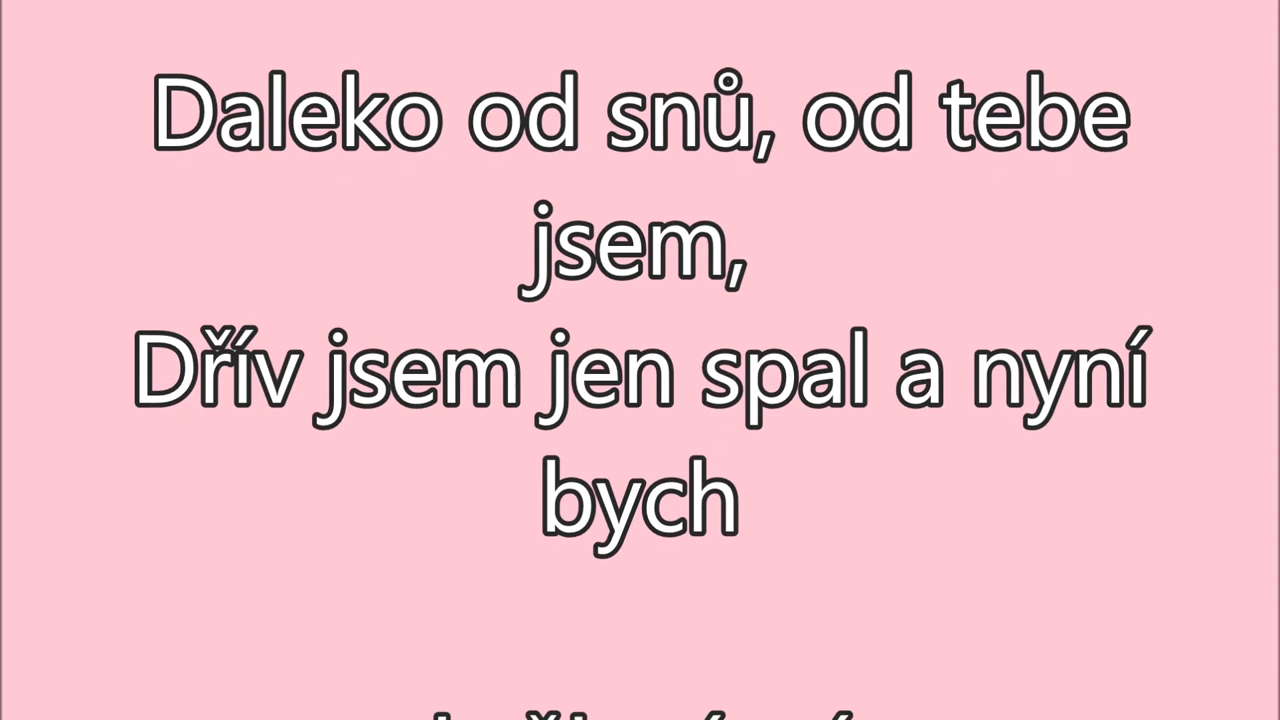 Daleko od snů, od tebe
jsem,
Dřív jsem jen spal a nyní
bych